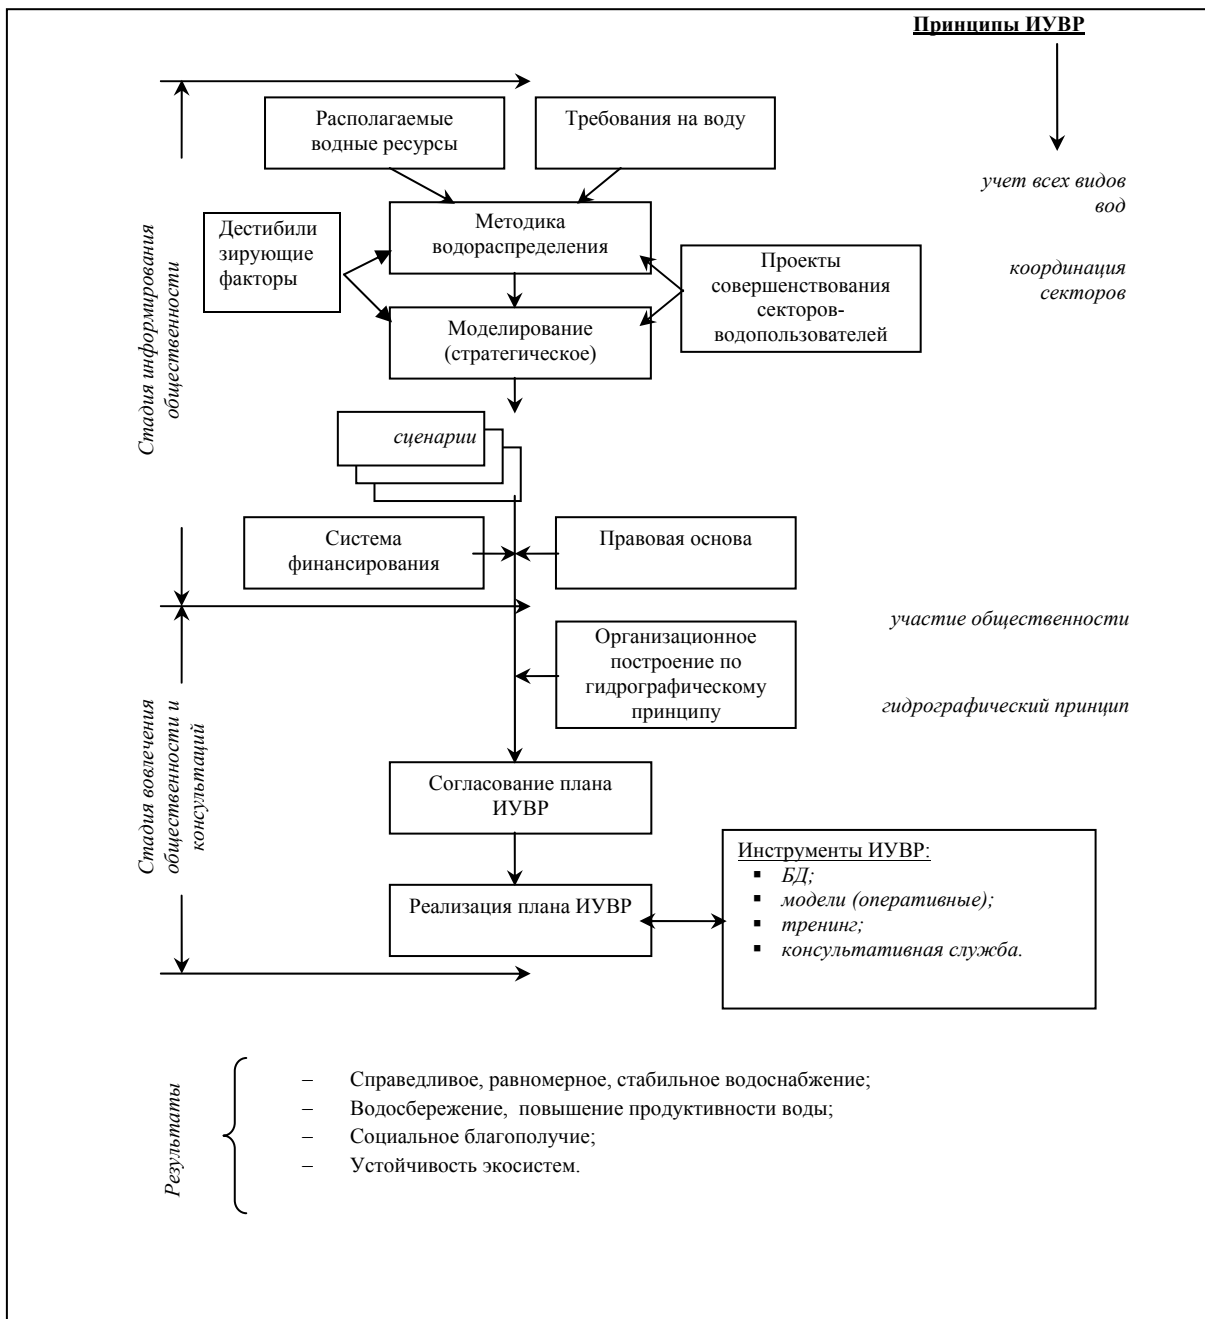 Принципы ИУВР
Располагаемые
водные ресурсы
Требования на воду
учет всех видов
вод
Методика
водораспределения
Дестибили
зирующие
факторы
Проекты
совершенствования
секторов-
водопользователей
координация
секторов
Моделирование
(стратегическое)
Стадия информирования
общественности
сценарии
Система
финансирования
Правовая основа
участие общественности
Организационное
построение по
гидрографическому
принципу
гидрографический принцип
Стадия вовлечения
общественности и
консультаций
Согласование плана
ИУВР
Реализация плана ИУВР
Инструменты ИУВР:
▪ БД;
▪ модели (оперативные);
▪ тренинг;
▪ консультативная служба.
Результаты
– Справедливое, равномерное, стабильное водоснабжение;
– Водосбережение, повышение продуктивности воды;
– Социальное благополучие;
– Устойчивость экосистем.